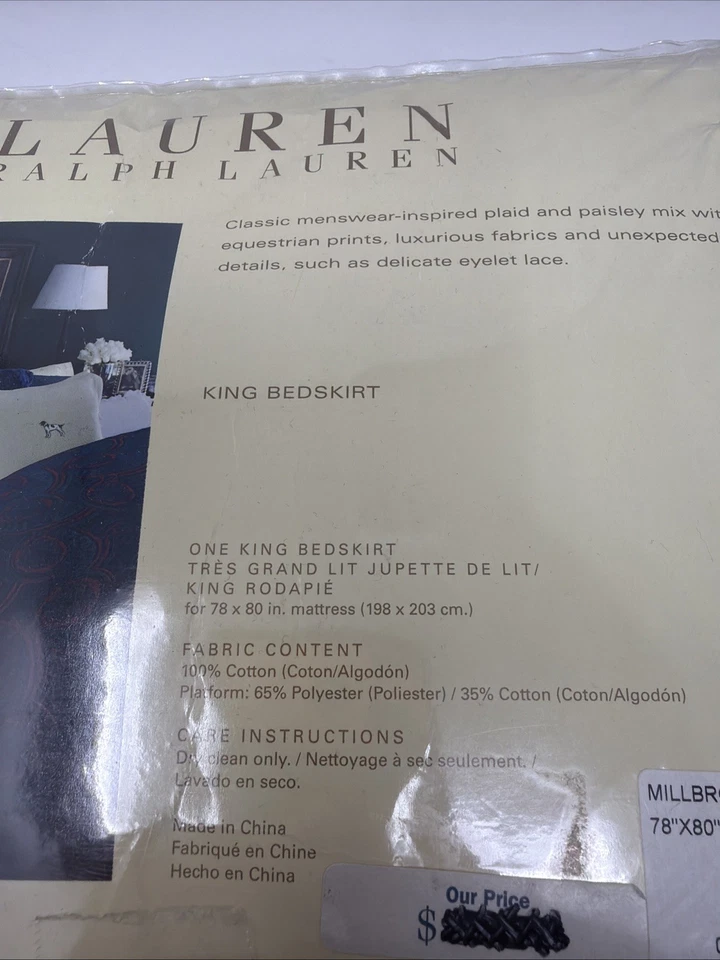 LAUREN
RALPH LAUREN
Classic menswear-inspired plaid and paisley mix
equestrian prints, luxurious fabrics and unexpected
details, such as delicate eyelet lace.
KING BEDSKIRT
ONE KING BEDSKIRT
TRÈS GRAND LIT JUPETTE DE LIT/
KING RODAPIÉ
for 78 x 80 in. mattress (198 x 203 cm.)
FABRIC CONTENT
100% Cotton (Coton/Algodón)
Platform: 65% Polyester (Poliester) / 35% Cotton (Coton/Algodón)
CARE INSTRUCTIONS
Dry clean only. / Nettoyage à sec seulement. /
Lavado en seco.
Made in China
Fabriqué en Chine
Hecho en China
MILLBR
78"X80"
Our Price
$